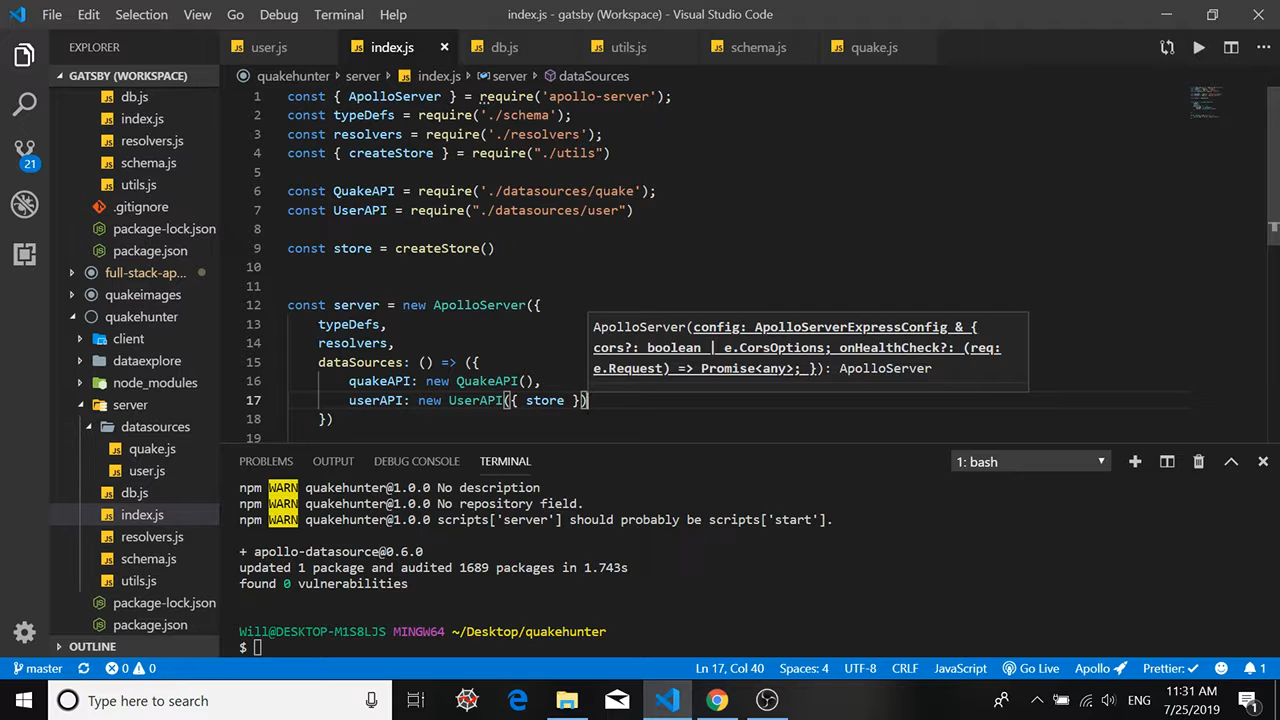 File Edit Selection View Go Debug Terminal Help index.js - gatsby (Workspace) - Visual Studio Code
EXPLORER
user.js index.js db.js utils.js schema.js quake.js
GATSBY (WORKSPACE)
db.js
index.js
resolvers.js
schema.js
utils.js
.gitignore
package-lock.json
package.json
full-stack-ap...
quakeimages
quakehunter
client
dataexplore
node_modules
server
datasources
quake.js
user.js
db.js
index.js
resolvers.js
schema.js
utils.js
package-lock.json
package.json
OUTLINE
21
quakehunter server index.js server dataSources
1 const { ApolloServer } = require('apollo-server');
2 const typeDefs = require('./schema');
3 const resolvers = require('./resolvers');
4 const { createStore } = require("./utils")
5
6 const QuakeAPI = require('./datasources/quake');
7 const UserAPI = require("./datasources/user")
8
9 const store = createStore()
10
11
12 const server = new ApolloServer({
13 typeDefs,
14 resolvers,
15 dataSources: () => ({
16 quakeAPI: new QuakeAPI(),
17 userAPI: new UserAPI({ store })
18 })
19
ApolloServer(config: ApolloServerExpressConfig & {
cors?: boolean | e.CorsOptions; onHealthCheck?: (req:
e.Request) => Promise<any>; }): ApolloServer
PROBLEMS OUTPUT DEBUG CONSOLE TERMINAL 1: bash
npm WARN quakehunter@1.0.0 No description
npm WARN quakehunter@1.0.0 No repository field.
npm WARN quakehunter@1.0.0 scripts['server'] should probably be scripts['start'].
+ apollo-datasource@0.6.0
updated 1 package and audited 1689 packages in 1.743s
found 0 vulnerabilities
Will@DESKTOP-M1S8LJS MINGW64 ~/Desktop/quakehunter
$
master 0 0 Ln 17, Col 40 Spaces: 4 UTF-8 CRLF JavaScript Go Live Apollo Prettier: 1
Type here to search
ENG
11:31 AM
7/25/2019
1